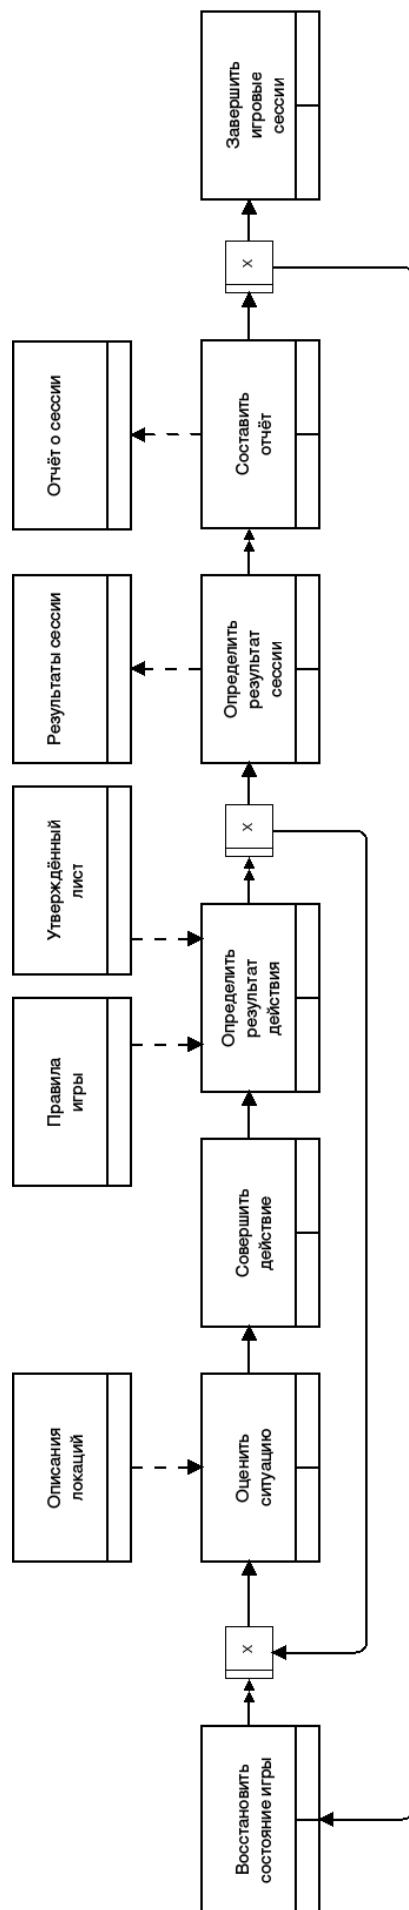 Описания
локаций
Правила
игры
Утверждённый
лист
Результаты сессии
Отчёт о сессии
Восстановить
состояние игры
X
Оценить
ситуацию
Совершить
действие
Определить
результат
действия
X
Определить
результат
сессии
Составить
отчёт
X
Завершить
игровые
сессии